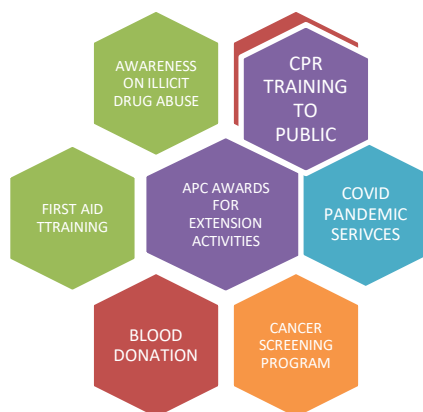 AWARENESS
ON ILLICIT
DRUG ABUSE
CPR
TRAINING
TO
PUBLIC
FIRST AID
TTRAINING
APC AWARDS
FOR
EXTENSION
ACTIVITIES
COVID
PANDEMIC
SERIVCES
BLOOD
DONATION
CANCER
SCREENING
PROGRAM